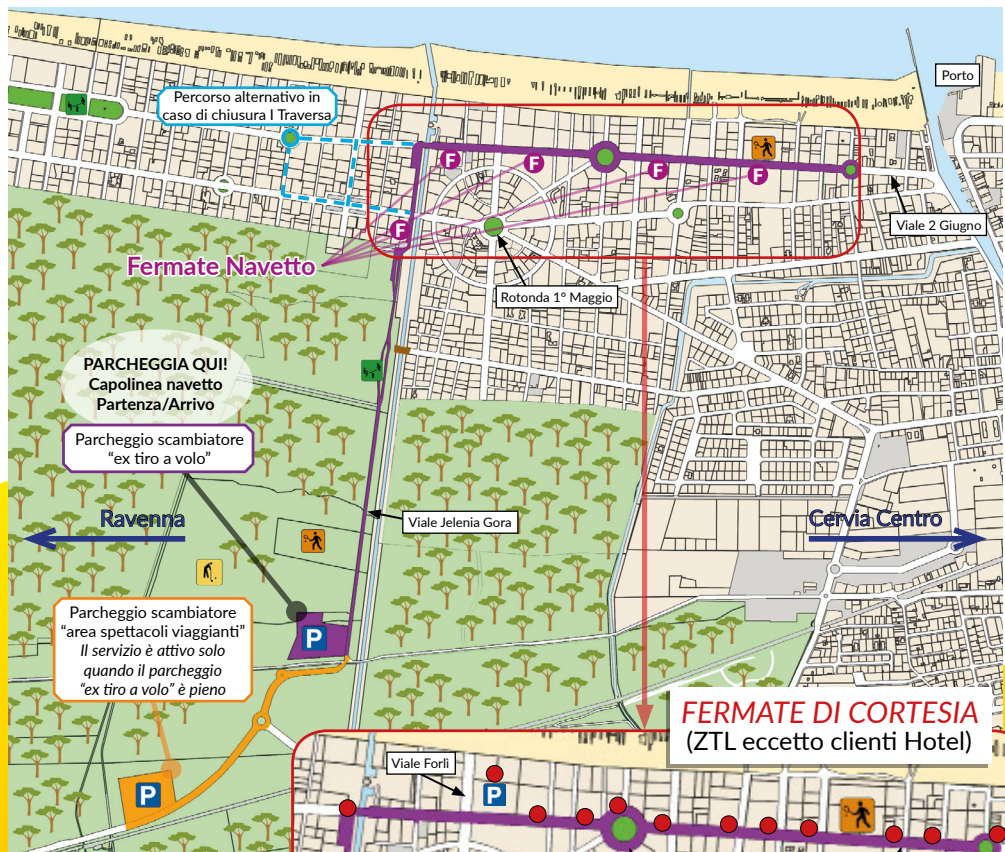 Porto
Percorso alternativo in
caso di chiusura I Traversa
F
F
F
F
F
Viale 2 Giugno
Fermate Navetto
Rotonda 1° Maggio
PARCHEGGIA QUI!
Capolinea navetto
Partenza/Arrivo
Parcheggio scambiatore
“ex tiro a volo”
Viale Jelenia Gora
Ravenna
Cervia Centro
Parcheggio scambiatore
“area spettacoli viaggianti”
Il servizio è attivo solo
quando il parcheggio
“ex tiro a volo” è pieno
P
P
FERMATE DI CORTESIA
(ZTL eccetto clienti Hotel)
Viale Forlì
P